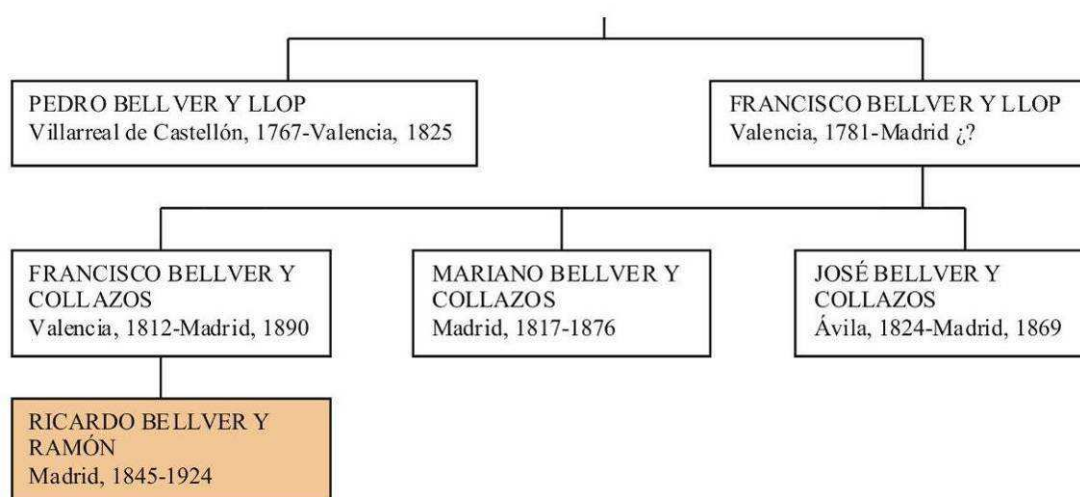 PEDRO BELLVER Y LLOP
Villarreal de Castellón, 1767-Valencia, 1825
FRANCISCO BELLVER Y LLOP
Valencia, 1781-Madrid ¿?
FRANCISCO BELLVER Y
COLLAZOS
Valencia, 1812-Madrid, 1890
MARIANO BELLVER Y
COLLAZOS
Madrid, 1817-1876
JOSÉ BELLVER Y
COLLAZOS
Ávila, 1824-Madrid, 1869
RICARDO BELLVER Y
RAMÓN
Madrid, 1845-1924